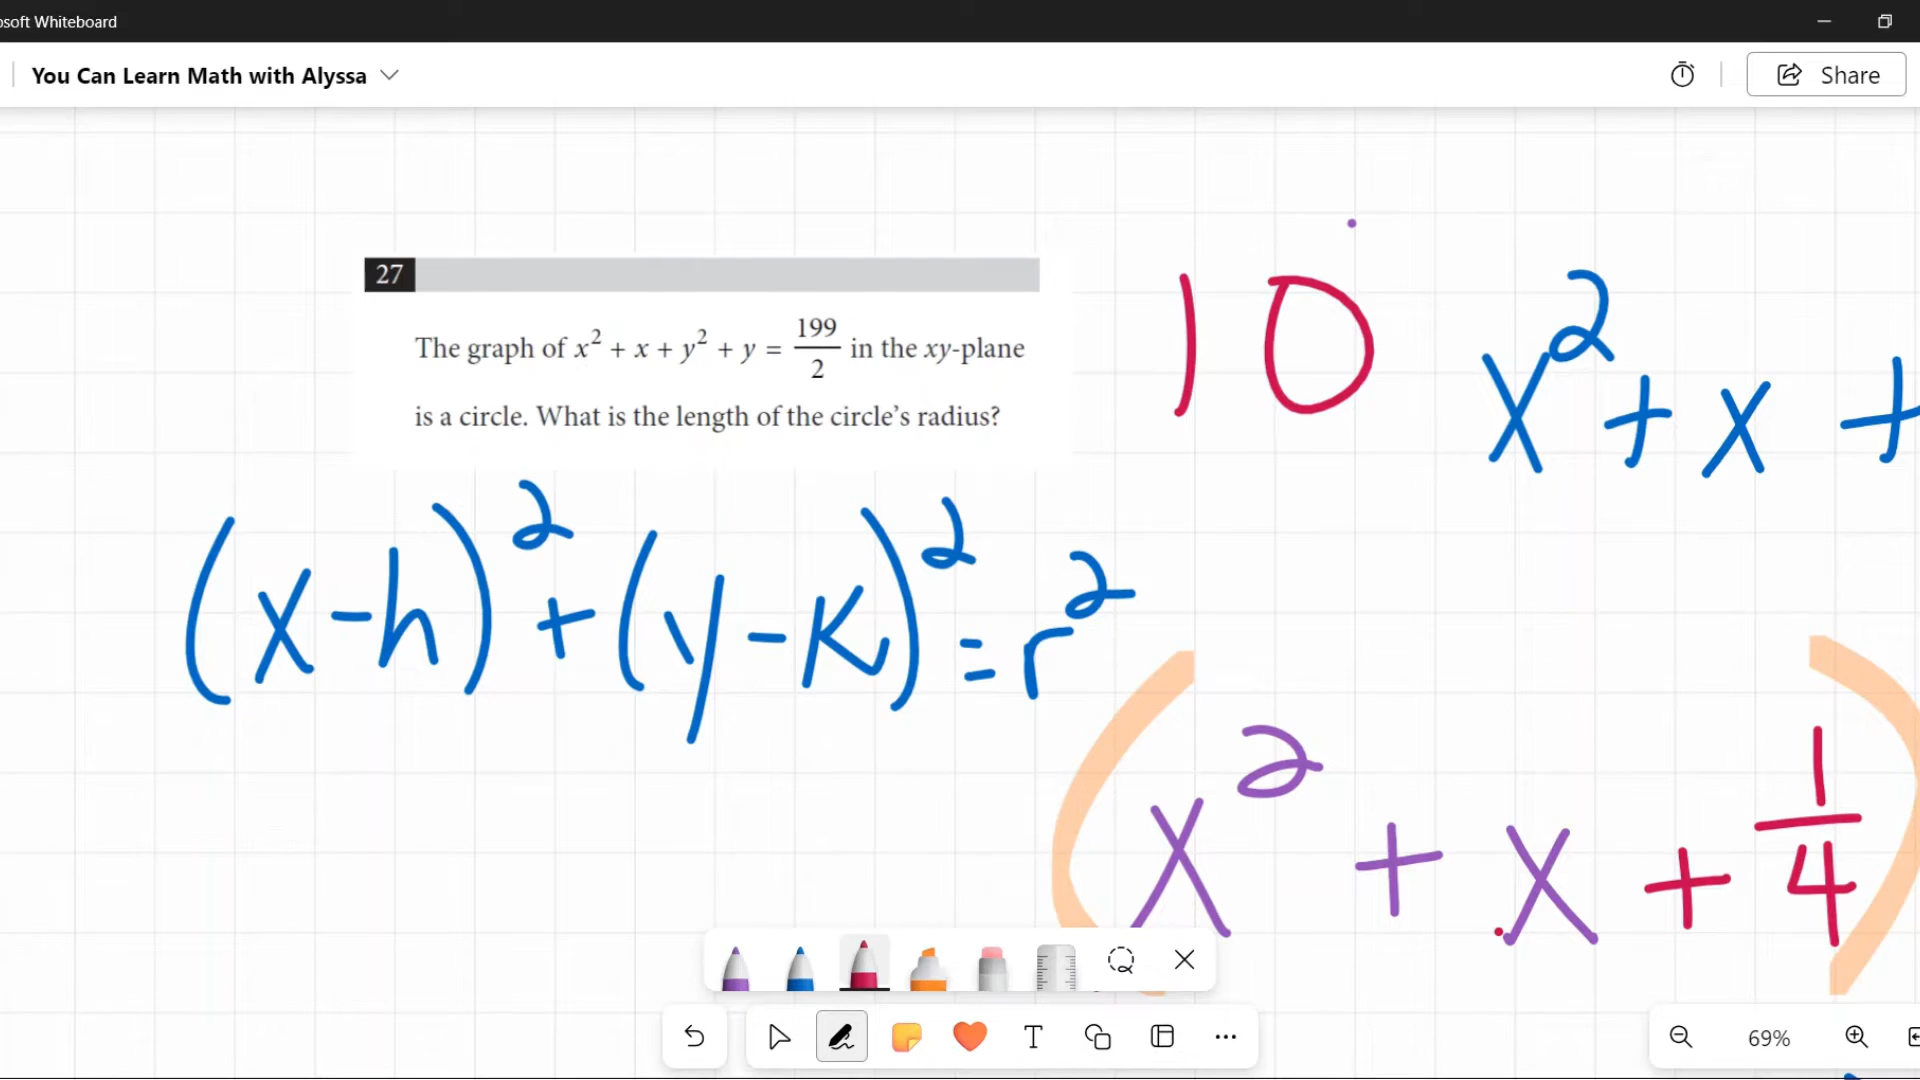 osoft Whiteboard
You Can Learn Math with Alyssa
Share
27
The graph of x² + x + y² + y = 199/2 in the xy-plane
is a circle. What is the length of the circle's radius?
10
x² + x +
(x-h)² + (y-k)² = r²
(x² + x + 1/4)
69%